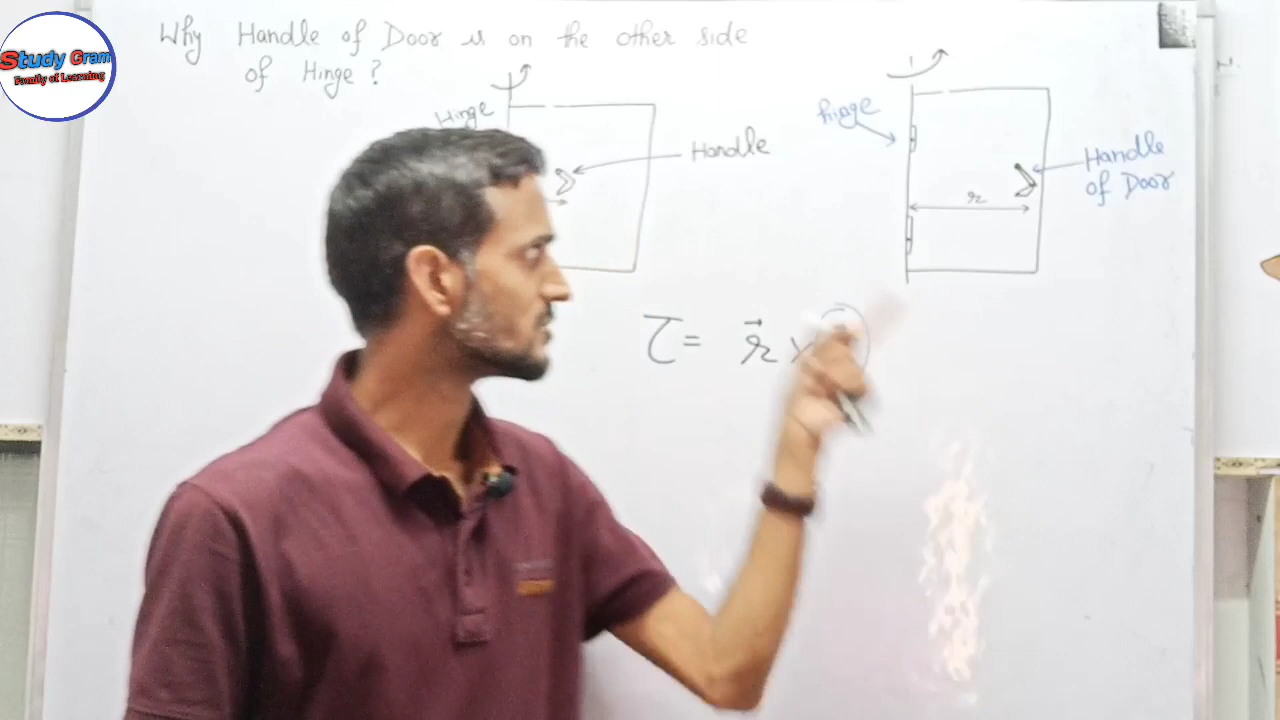 Why Handle of Door is on the other side
of Hinge ?
Study Gram
Family of Learning
Hinge
Handle
hinge
Handle
of Door
r
τ = r⃗ ×